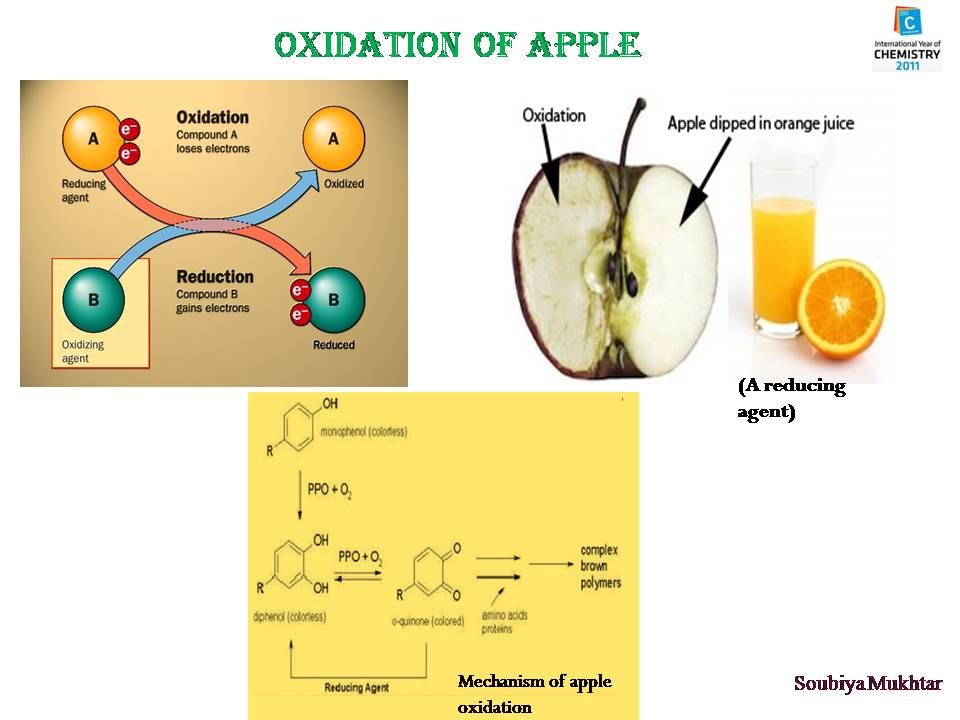 OXIDATION OF APPLE
2011
C
International Year of
CHEMISTRY
2011
A
e−
e−
Reducing
agent
Oxidation
Compound A
loses electrons
A
Oxidized
B
Oxidizing
agent
Reduction
Compound B
gains electrons
e−
e−
B
Reduced
Oxidation
Apple dipped in orange juice
(A reducing
agent)
OH
R
monophenol (colorless)
PPO + O₂
OH
OH
R
diphenol (colorless)
PPO + O₂
O
O
R
o-quinone (colored)
amino acids
proteins
complex
brown
polymers
Reducing Agent
Mechanism of apple
oxidation
Soubiya Mukhtar